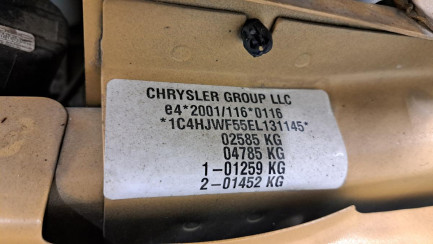 CHRYSLER GROUP LLC
e4*2001/116*0116
*1C4HJWF55EL131145*
02585 KG
04785 KG
1-01259 KG
2-01452 KG